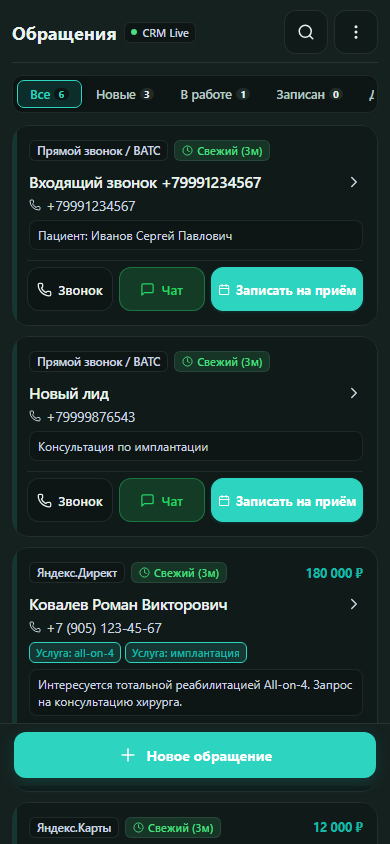 Обращения CRM Live
Все 6 Новые 3 В работе 1 Записан 0
Прямой звонок / ВАТС Свежий (3м)
Входящий звонок +79991234567
+79991234567
Пациент: Иванов Сергей Павлович
Звонок Чат Записать на приём
Прямой звонок / ВАТС Свежий (3м)
Новый лид
+79999876543
Консультация по имплантации
Звонок Чат Записать на приём
Яндекс.Директ Свежий (3м) 180 000 ₽
Ковалев Роман Викторович
+7 (905) 123-45-67
Услуга: all-on-4 Услуга: имплантация
Интересуется тотальной реабилитацией All-on-4. Запрос
на консультацию хирурга.
Новое обращение
Яндекс.Карты Свежий (3м) 12 000 ₽